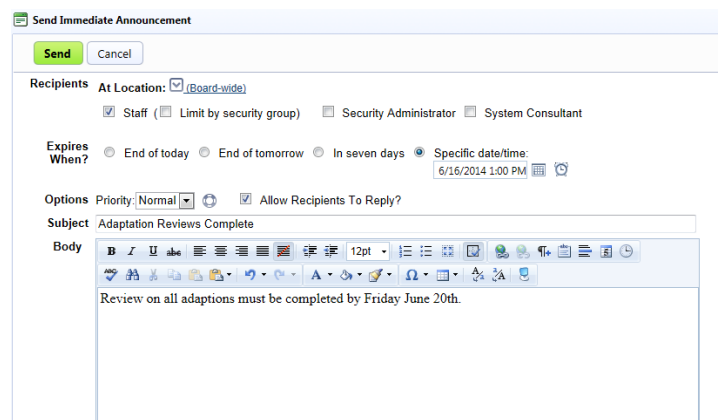 Send Immediate Announcement
Send Cancel
Recipients At Location: (Board-wide)
Staff ( Limit by security group) Security Administrator System Consultant
Expires When? End of today End of tomorrow In seven days Specific date/time:
6/16/2014 1:00 PM
Options Priority: Normal Allow Recipients To Reply?
Subject Adaptation Reviews Complete
Body B I U abc 12pt
ABC A Ω
Review on all adaptions must be completed by Friday June 20th.